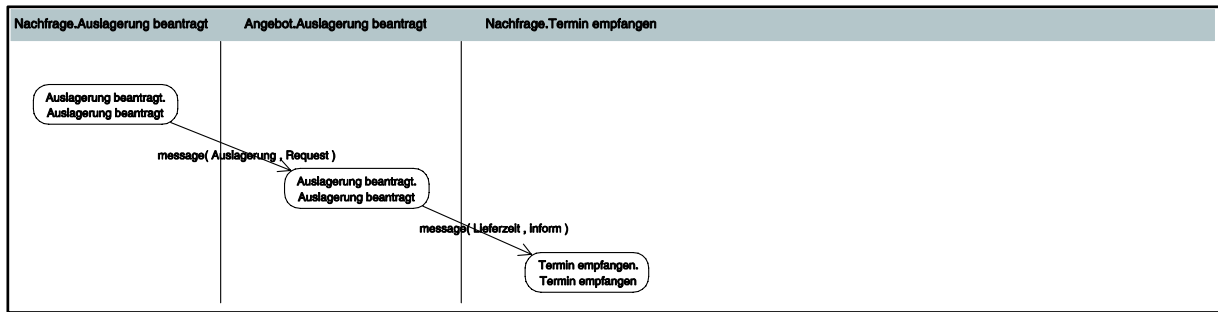 Nachfrage.Auslagerung beantragt
Angebot.Auslagerung beantragt
Nachfrage.Termin empfangen
Auslagerung beantragt.
Auslagerung beantragt
message( Auslagerung , Request )
Auslagerung beantragt.
Auslagerung beantragt
message( Lieferzeit , Inform )
Termin empfangen.
Termin empfangen